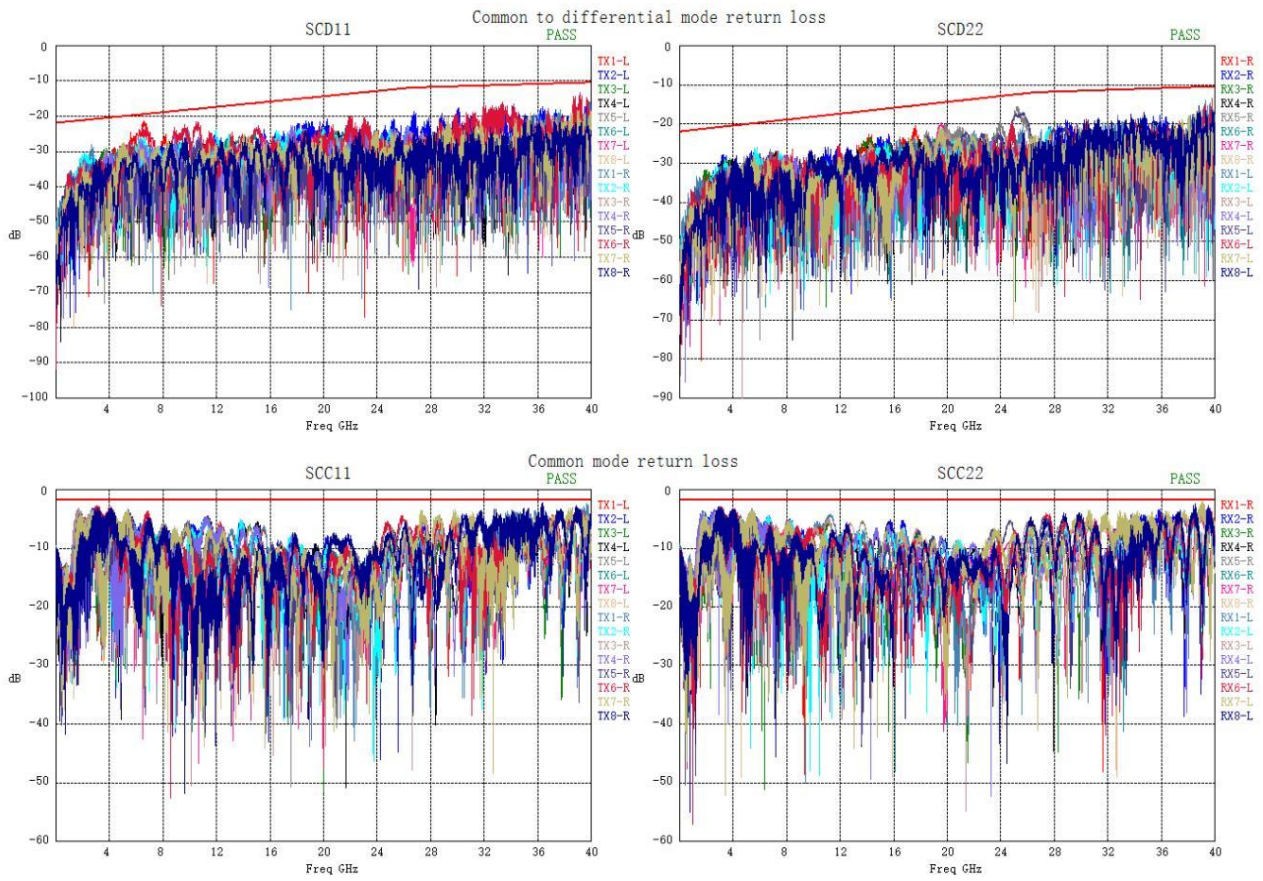 Common to differential mode return loss
SCD11
PASS
0
-10
-20
-30
-40
-50
-60
-70
-80
-90
-100
dB
4
8
12
16
20
24
28
32
36
40
Freq GHz
TX1-L
TX2-L
TX3-L
TX4-L
TX5-L
TX6-L
TX7-L
TX8-L
TX1-R
TX2-R
TX3-R
TX4-R
TX5-R
TX6-R
TX7-R
TX8-R
SCD22
PASS
0
-10
-20
-30
-40
-50
-60
-70
-80
-90
dB
4
8
12
16
20
24
28
32
36
40
Freq GHz
RX1-R
RX2-R
RX3-R
RX4-R
RX5-R
RX6-R
RX7-R
RX8-R
RX1-L
RX2-L
RX3-L
RX4-L
RX5-L
RX6-L
RX7-L
RX8-L
Common mode return loss
SCC11
PASS
0
-10
-20
-30
-40
-50
-60
dB
4
8
12
16
20
24
28
32
36
40
Freq GHz
TX1-L
TX2-L
TX3-L
TX4-L
TX5-L
TX6-L
TX7-L
TX8-L
TX1-R
TX2-R
TX3-R
TX4-R
TX5-R
TX6-R
TX7-R
TX8-R
SCC22
PASS
0
-10
-20
-30
-40
-50
-60
dB
4
8
12
16
20
24
28
32
36
40
Freq GHz
RX1-R
RX2-R
RX3-R
RX4-R
RX5-R
RX6-R
RX7-R
RX8-R
RX1-L
RX2-L
RX3-L
RX4-L
RX5-L
RX6-L
RX7-L
RX8-L